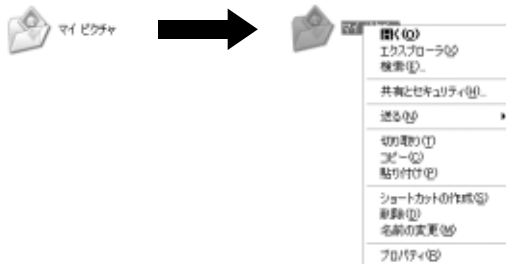 マイ ピクチャ
開く(O)
エクスプローラ(X)
検索(E)...
共有とセキュリティ(H)...
送る(N)
切り取り(T)
コピー(C)
貼り付け(P)
ショートカットの作成(S)
削除(D)
名前の変更(M)
プロパティ(R)